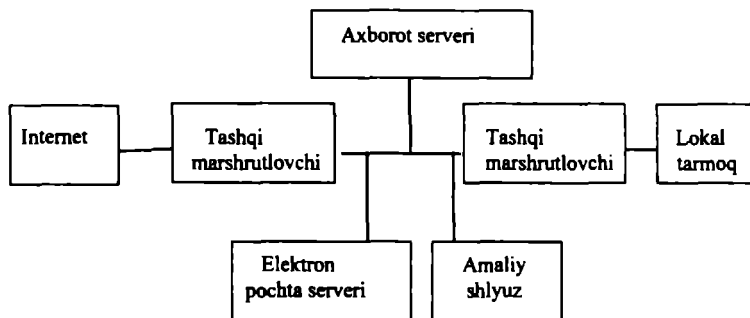 Axborot serveri
Internet
Tashqi
marshrutlovchi
Tashqi
marshrutlovchi
Lokal
tarmoq
Elektron
pochta serveri
Amaliy
shlyuz